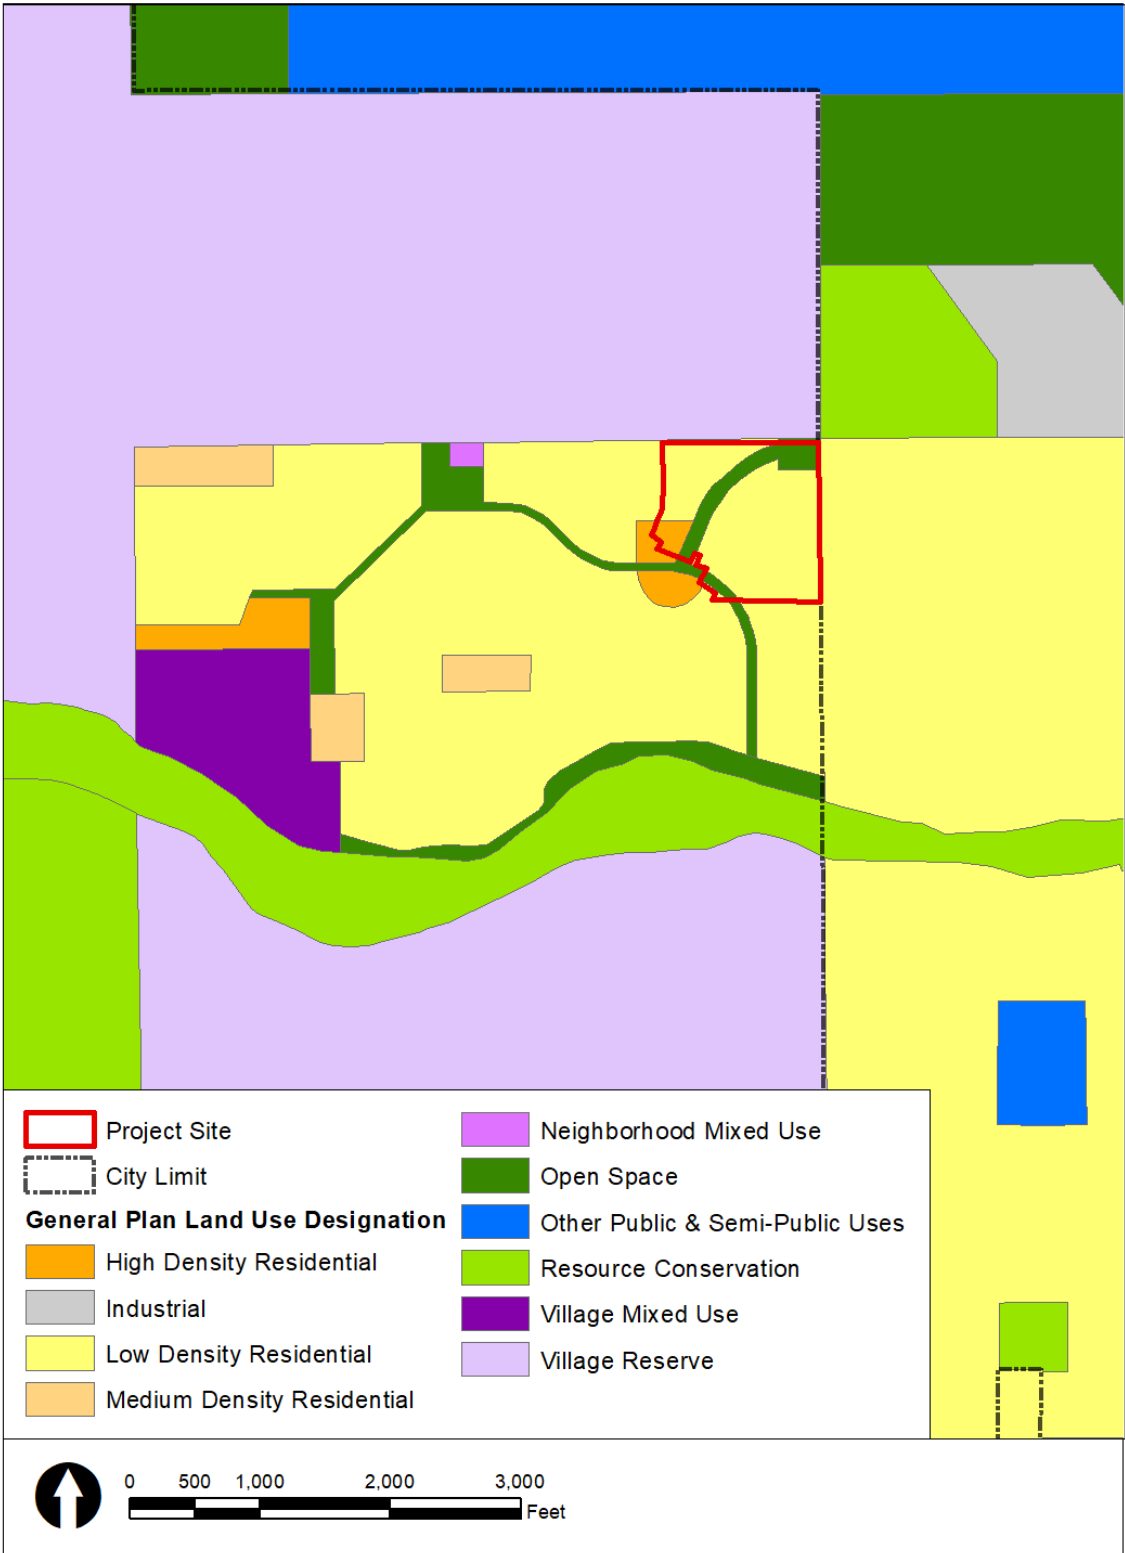 Project Site
City Limit
General Plan Land Use Designation
High Density Residential
Industrial
Low Density Residential
Medium Density Residential
Neighborhood Mixed Use
Open Space
Other Public & Semi-Public Uses
Resource Conservation
Village Mixed Use
Village Reserve
0 500 1,000 2,000 3,000
Feet